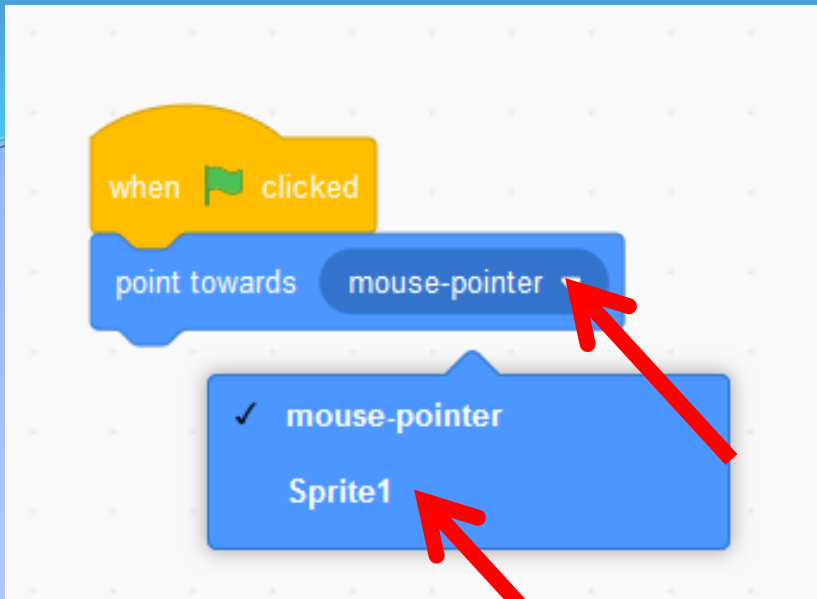 when clicked
point towards mouse-pointer
✓ mouse-pointer
Sprite1